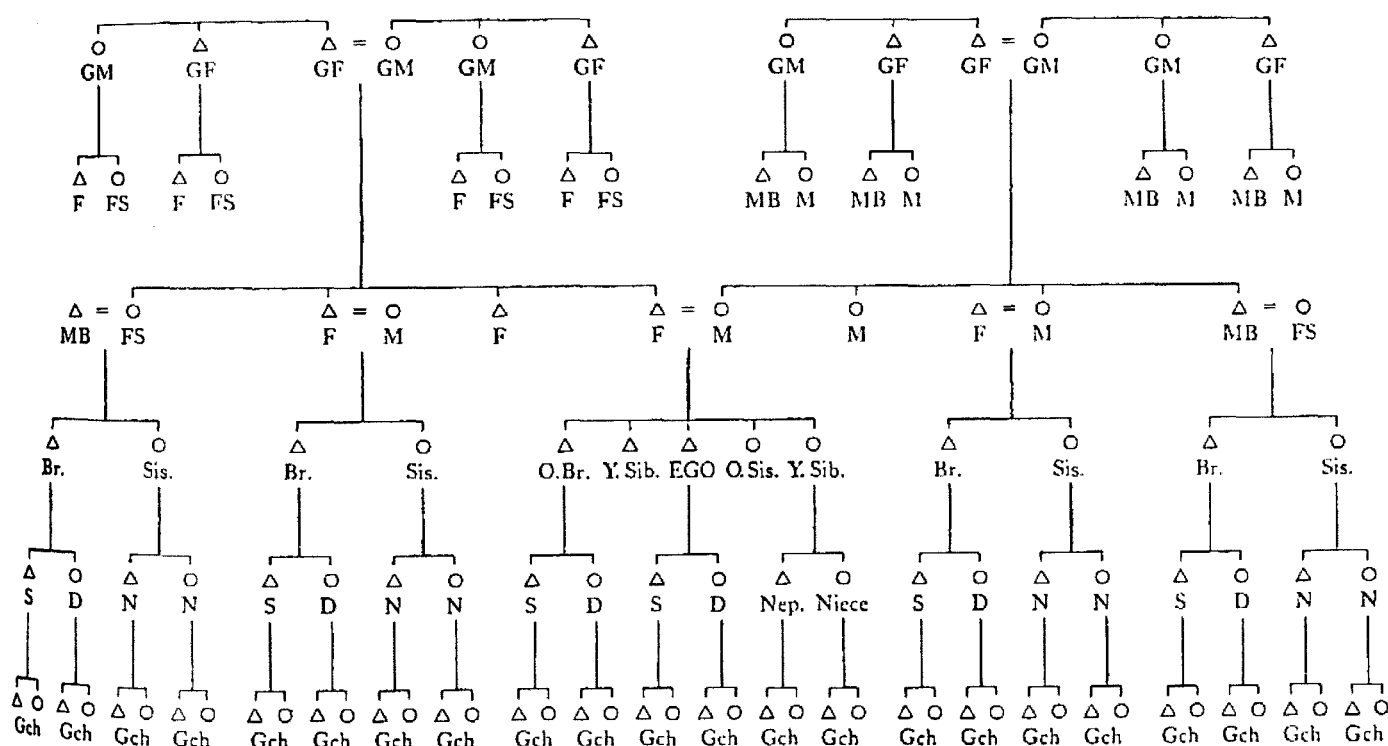 GM GF GF = GM GM GF GM GF GF = GM GM GF
F FS F FS F FS F FS MB M MB M MB M MB M
MB = FS F = M F F = M M F = M MB = FS
Br. Sis. Br. Sis. O.Br. Y. Sib. EGO O. Sis. Y. Sib. Br. Sis. Br. Sis.
S D N N S D N N S D S D Nep. Niece S D N N S D N N
Gch Gch Gch Gch Gch Gch Gch Gch Gch Gch Gch Gch Gch Gch Gch Gch Gch Gch Gch Gch Gch Gch